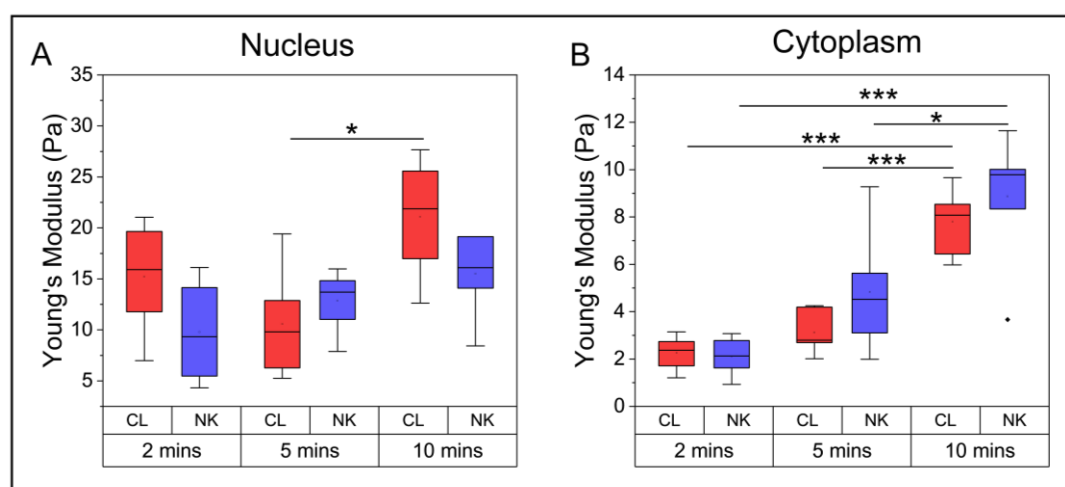 A
Nucleus
Young's Modulus (Pa)
35
30
25
20
15
10
5
*
CL NK CL NK CL NK
2 mins 5 mins 10 mins
B
Cytoplasm
Young's Modulus (Pa)
14
12
10
8
6
4
2
0
***
*
***
***
CL NK CL NK CL NK
2 mins 5 mins 10 mins